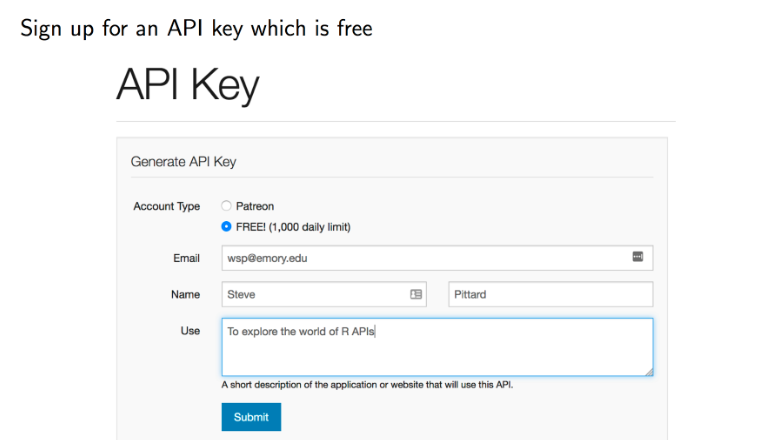 Sign up for an API key which is free
API Key
Generate API Key
Account Type
Patreon
FREE! (1,000 daily limit)
Email wsp@emory.edu
Name Steve Pittard
Use To explore the world of R APIs
A short description of the application or website that will use this API.
Submit